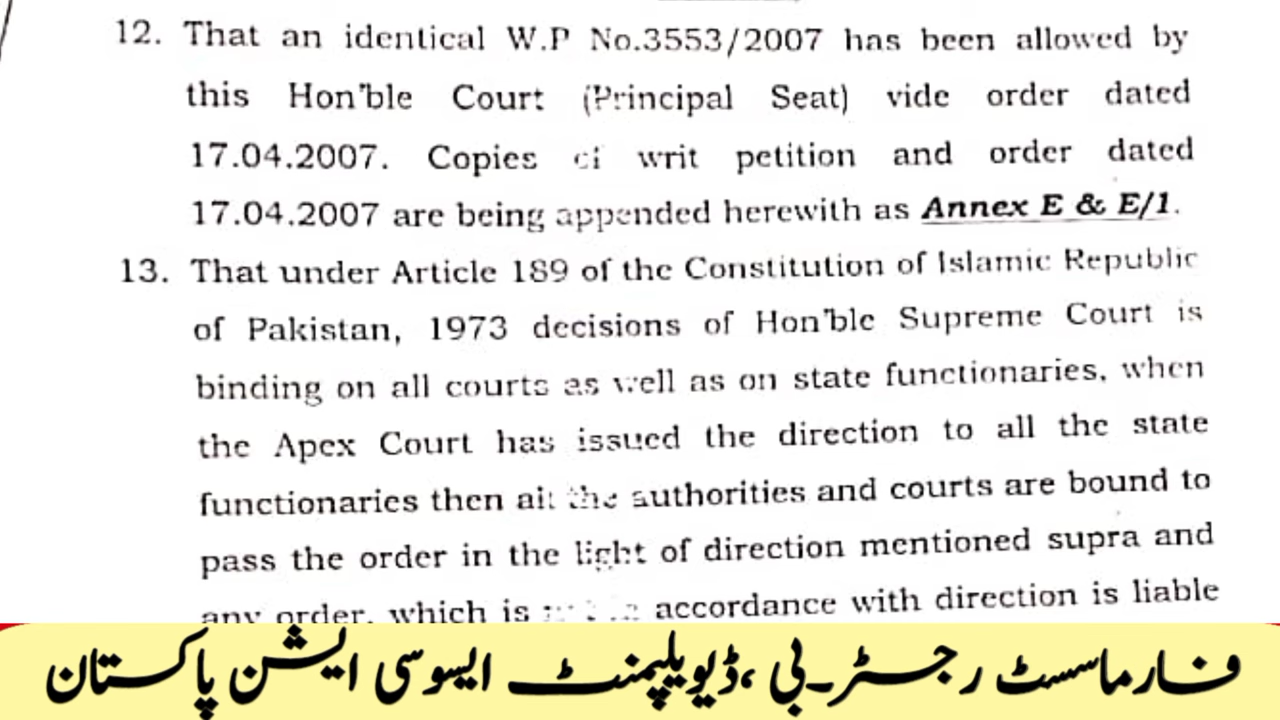 12. That an identical W.P No.3553/2007 has been allowed by
this Hon'ble Court (Principal Seat) vide order dated
17.04.2007. Copies of writ petition and order dated
17.04.2007 are being appended herewith as Annex E & E/1.
13. That under Article 189 of the Constitution of Islamic Republic
of Pakistan, 1973 decisions of Hon'ble Supreme Court is
binding on all courts as well as on state functionaries, when
the Apex Court has issued the direction to all the state
functionaries then all the authorities and courts are bound to
pass the order in the light of direction mentioned supra and
any order, which is accordance with direction is liable
فارماسسٹ رجسٹر۔بی ،ڈیویلپمنٹ ایسوسی ایشن پاکستان